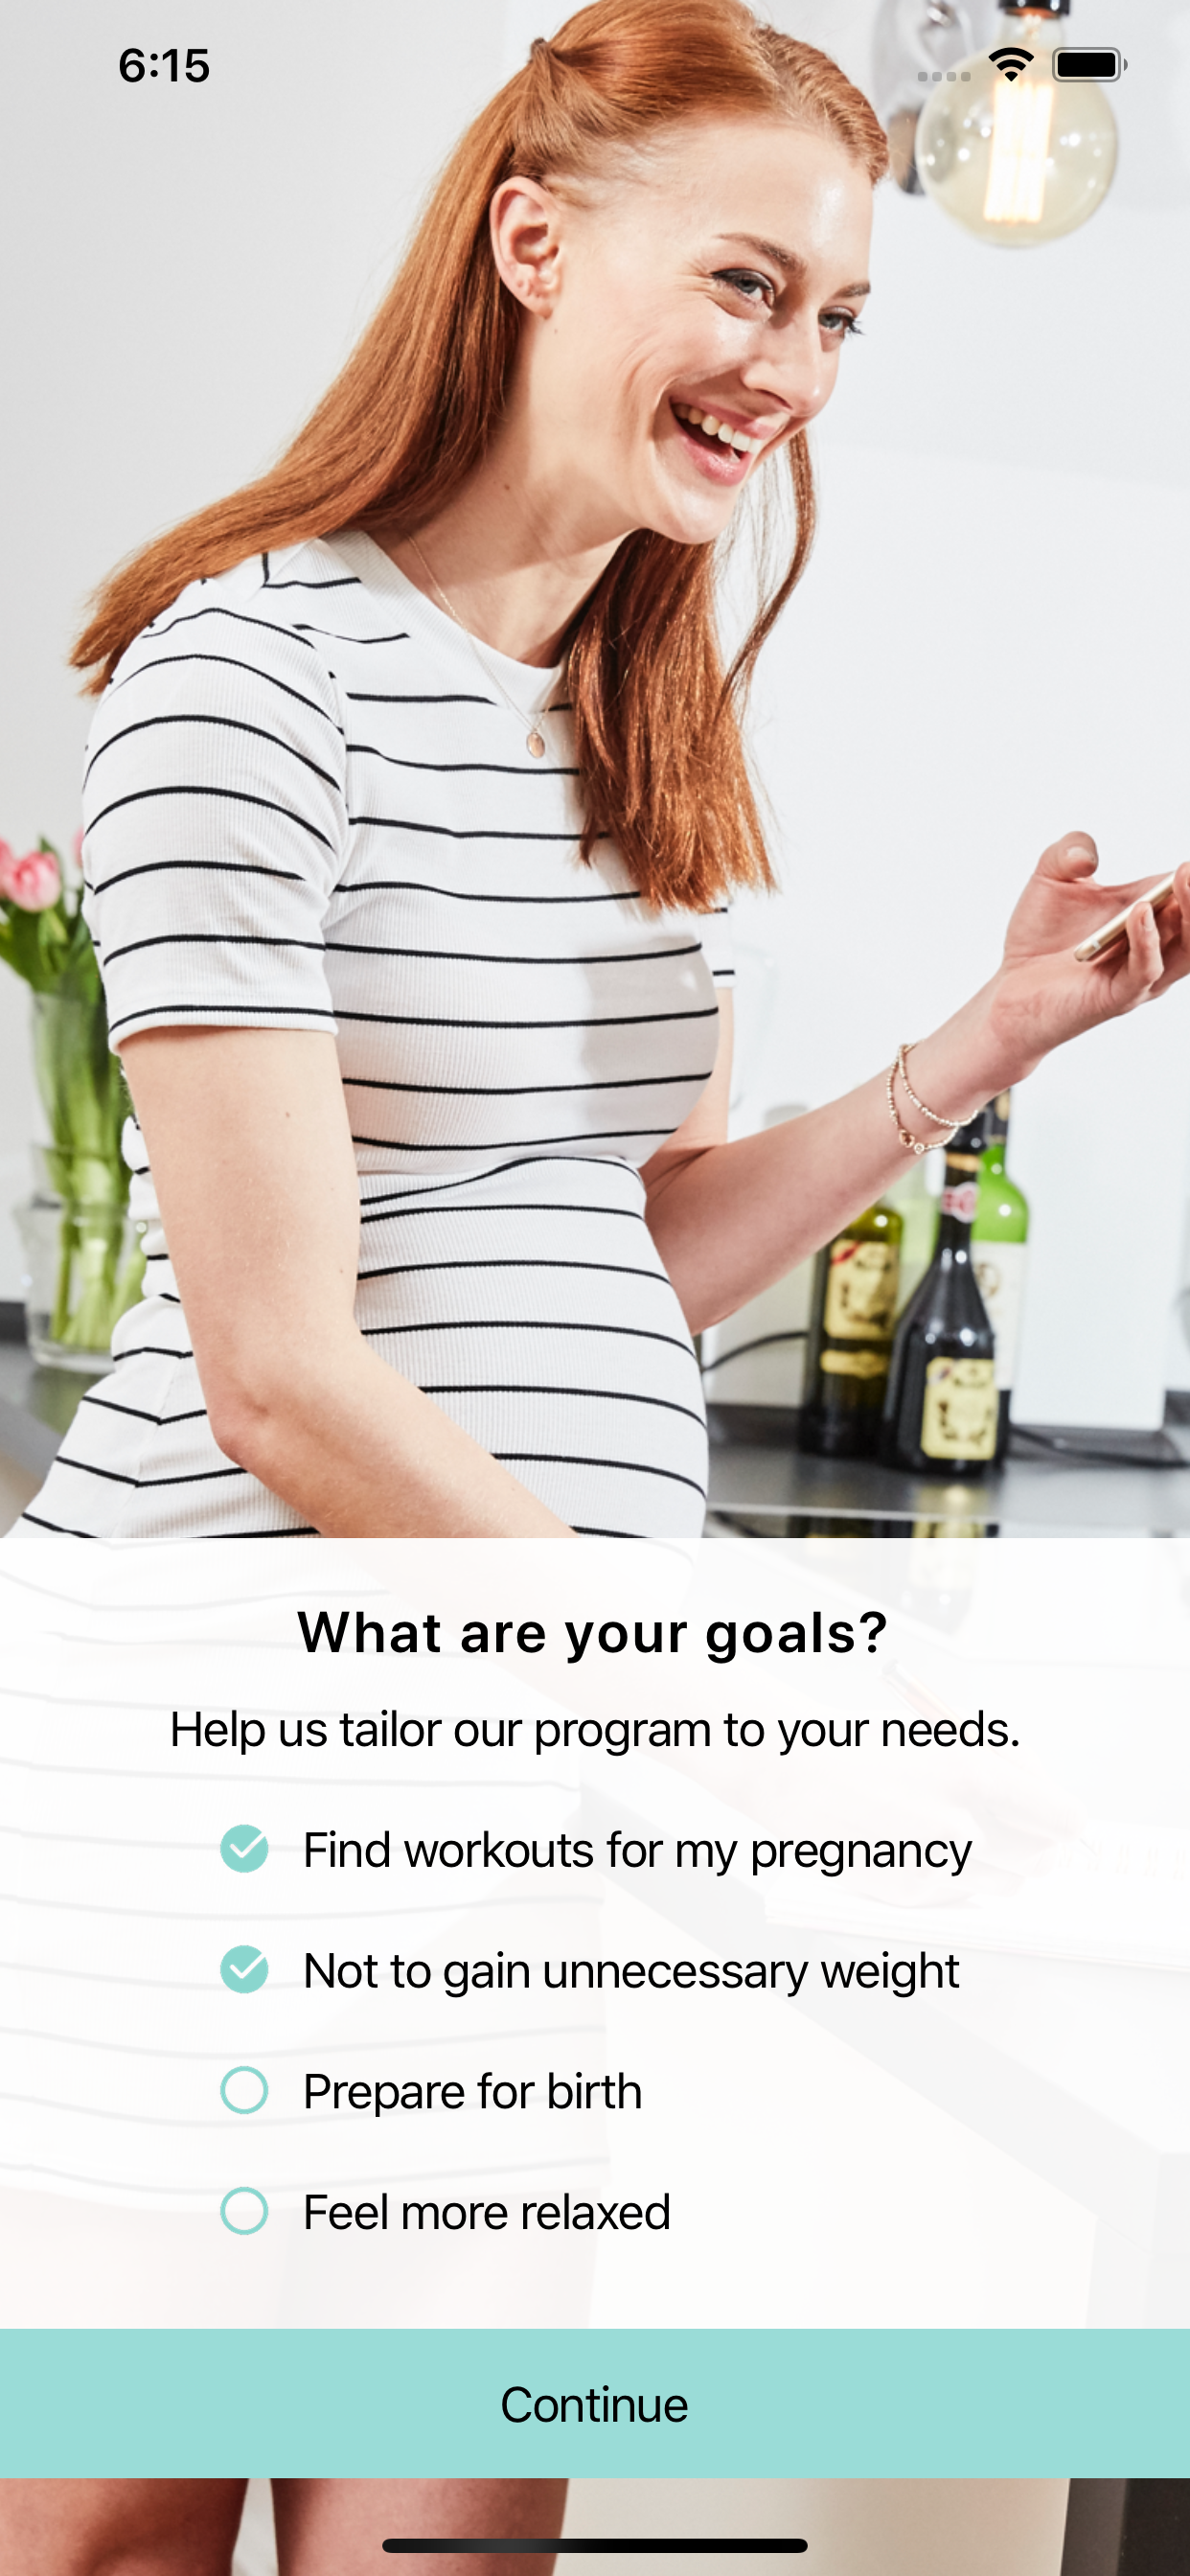 6:15
What are your goals?
Help us tailor our program to your needs.
Find workouts for my pregnancy
Not to gain unnecessary weight
Prepare for birth
Feel more relaxed
Continue